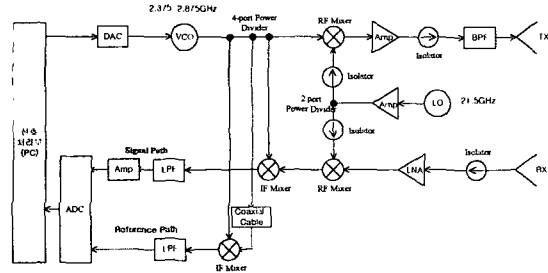 2.375 2.875GHz
4-port Power
Divider
RF Mixer
DAC
VCO
Amp
Isolator
BPF
TX
Isolator
2 port
Power Divider
Amp
LO
21.5GHz
Isolator
(PC)
Signal Path
Amp
LPF
IF Mixer
RF Mixer
LNA
Isolator
RX
ADC
Coaxial
Cable
Reference Path
LPF
IF Mixer